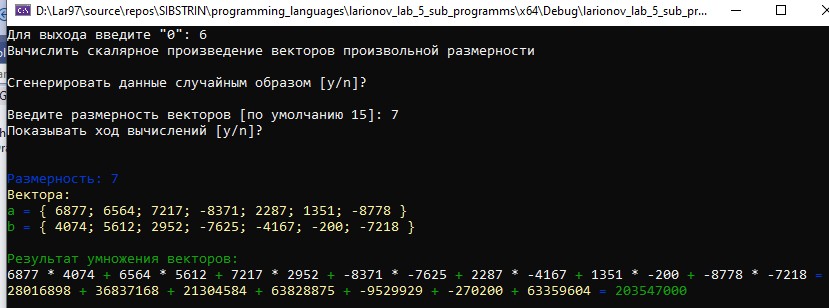 D:\Lar97\source\repos\SIBSTRIN\programming_languages\larionov_lab_5_sub_programms\x64\Debug\larionov_lab_5_sub_pr...
Для выхода введите "0": 6
Вычислить скалярное произведение векторов произвольной размерности
Сгенерировать данные случайным образом [y/n]?
Введите размерность векторов [по умолчанию 15]: 7
Показывать ход вычислений [y/n]?
Размерность: 7
Вектора:
a = { 6877; 6564; 7217; -8371; 2287; 1351; -8778 }
b = { 4074; 5612; 2952; -7625; -4167; -200; -7218 }
Результат умножения векторов:
6877 * 4074 + 6564 * 5612 + 7217 * 2952 + -8371 * -7625 + 2287 * -4167 + 1351 * -200 + -8778 * -7218 =
28016898 + 36837168 + 21304584 + 63828875 + -9529929 + -270200 + 63359604 = 203547000